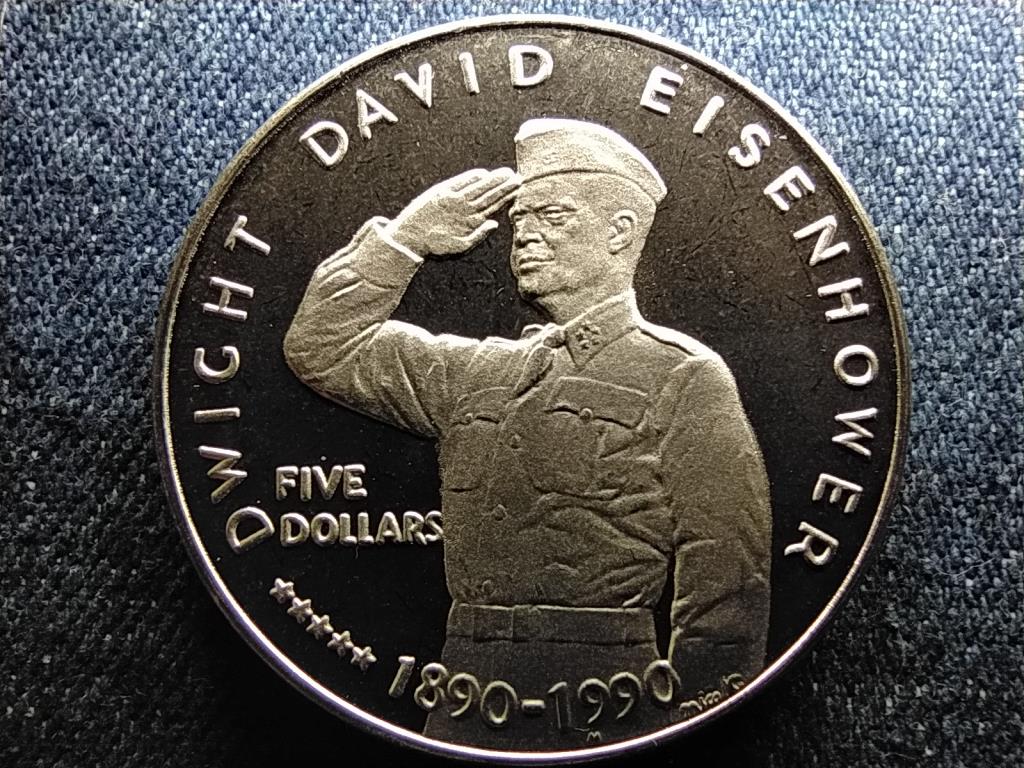 DWIGHT DAVID EISENHOWER
FIVE
DOLLARS
1890-1990
M